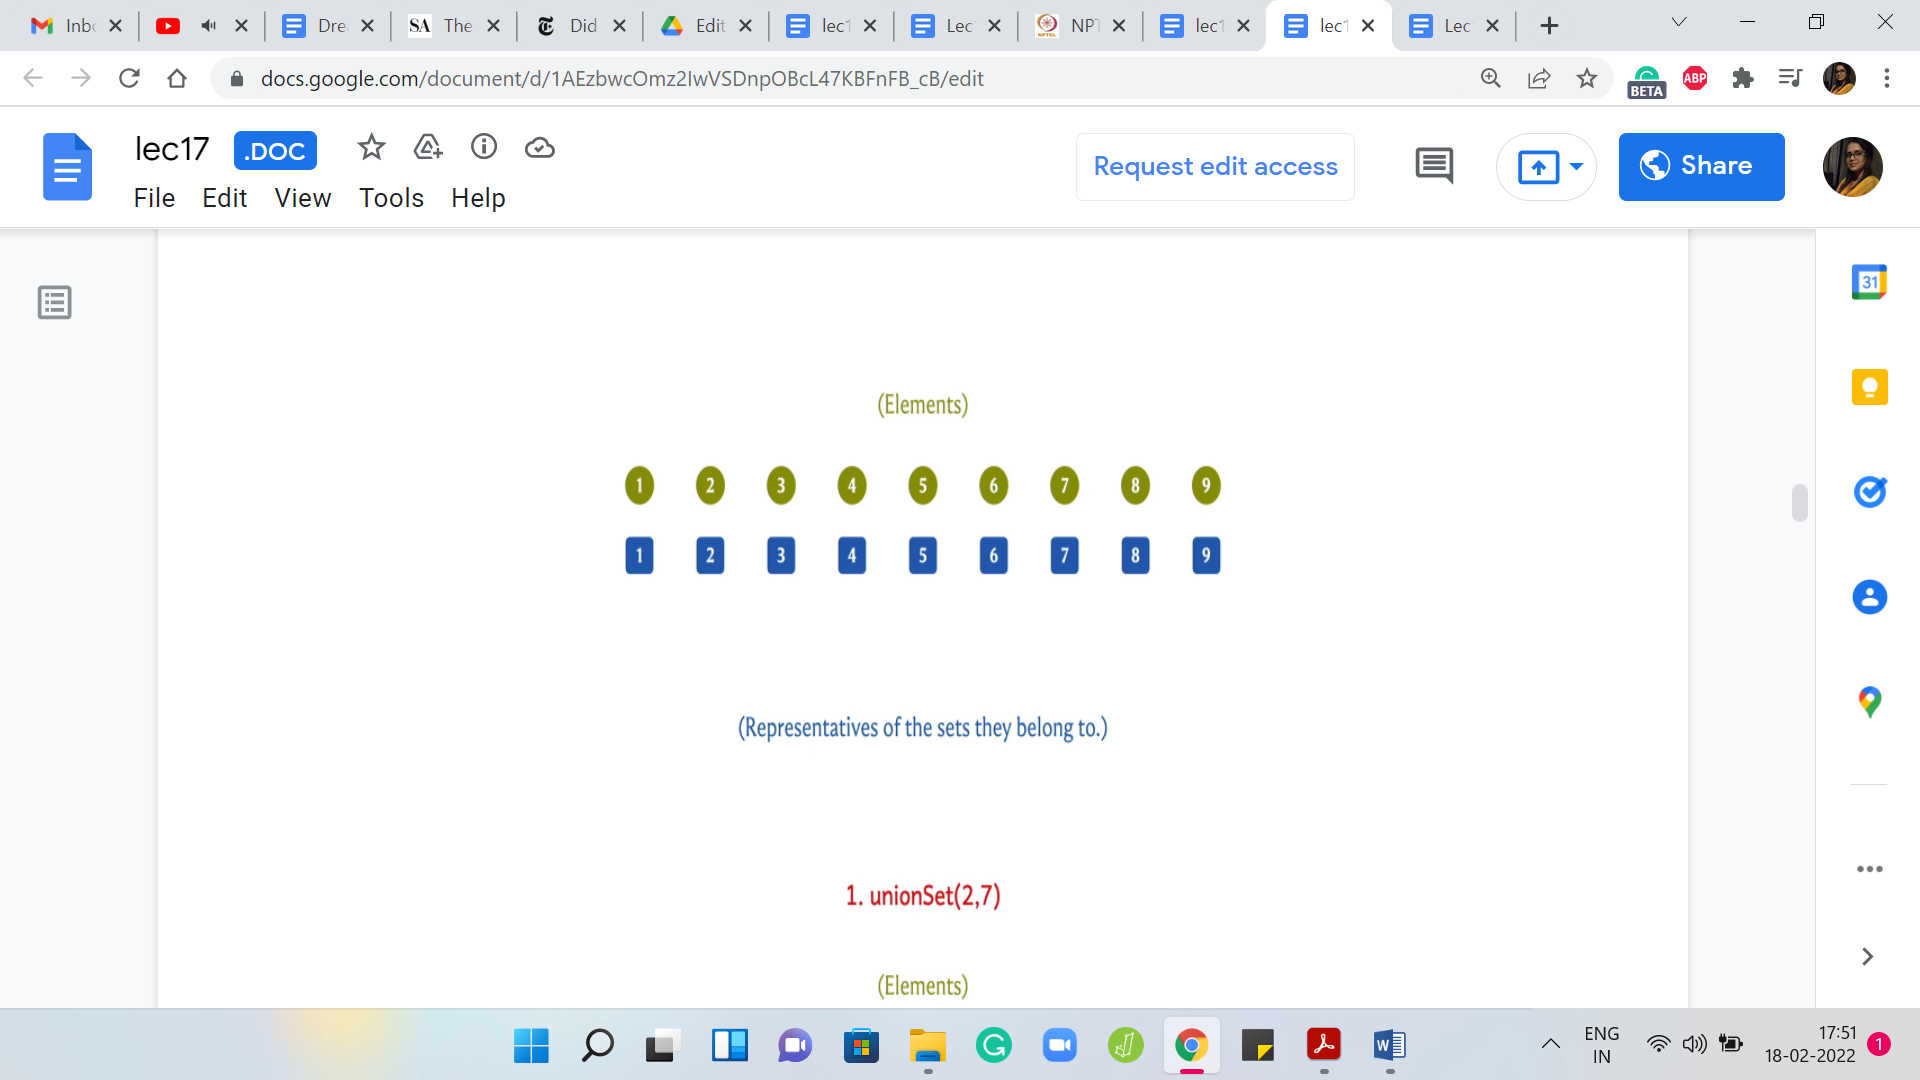 Inb
Dre
SA The
Did
Edit
lec1
Lec
NPT
lec1
lec1
Lec
docs.google.com/document/d/1AEzbwcOmz2IwVSDnpOBcL47KBFnFB_cB/edit
BETA
ABP
lec17 .DOC
Request edit access
Share
File Edit View Tools Help
31
(Elements)
1 2 3 4 5 6 7 8 9
1 2 3 4 5 6 7 8 9
(Representatives of the sets they belong to.)
1. unionSet(2,7)
(Elements)
ENG
IN
17:51
18-02-2022
1